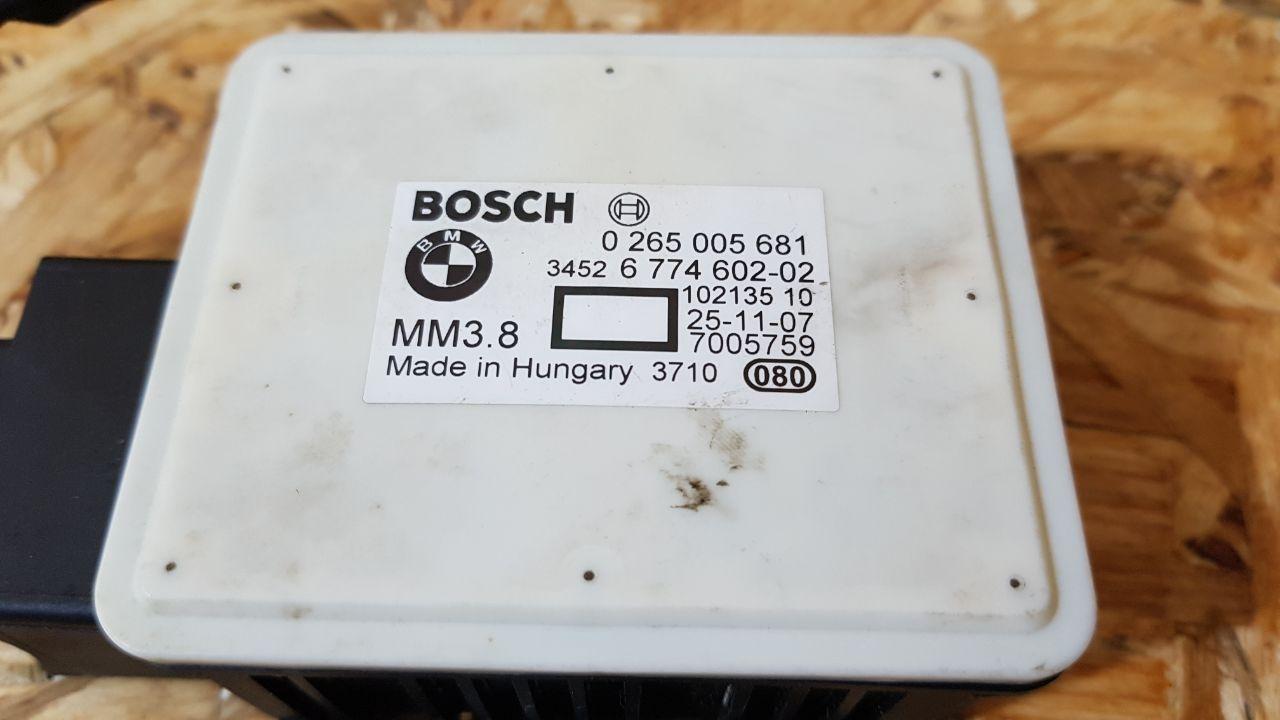 BOSCH
0 265 005 681
BMW
3452 6 774 602-02
102135 10
25-11-07
MM3.8
7005759
Made in Hungary 3710 080